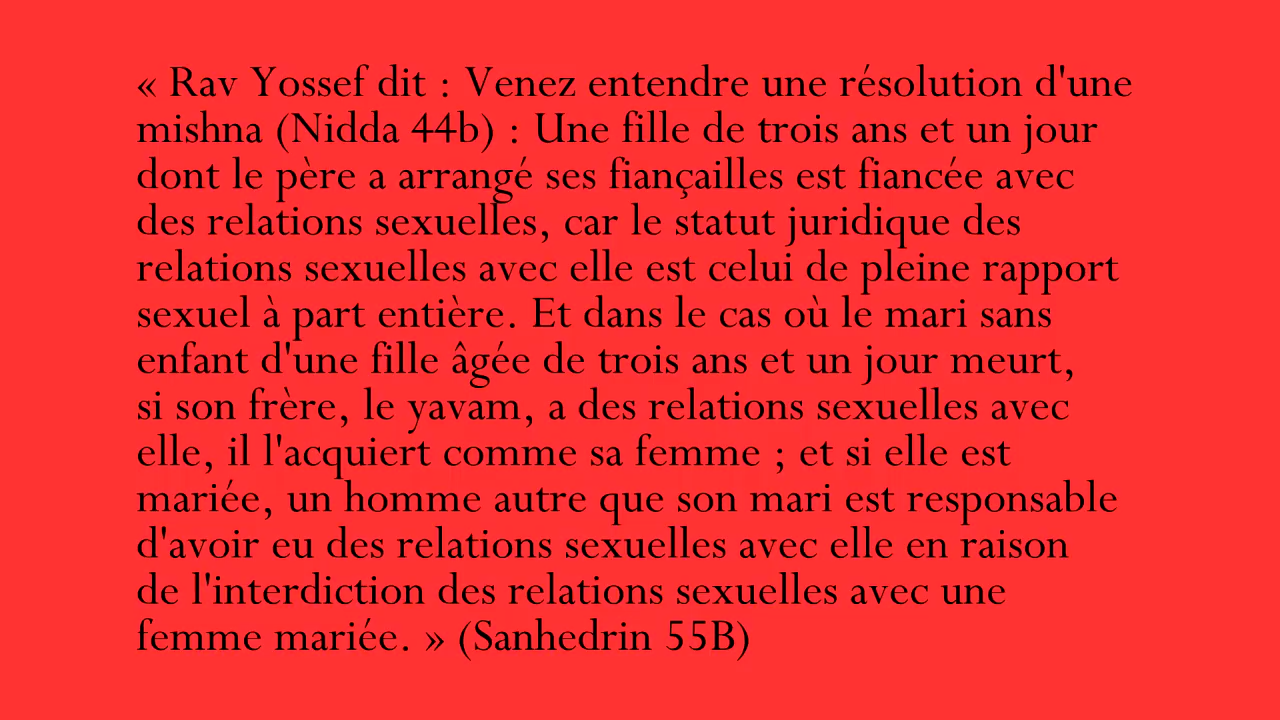 « Rav Yossef dit : Venez entendre une résolution d'une
mishna (Nidda 44b) : Une fille de trois ans et un jour
dont le père a arrangé ses fiançailles est fiancée avec
des relations sexuelles, car le statut juridique des
relations sexuelles avec elle est celui de pleine rapport
sexuel à part entière. Et dans le cas où le mari sans
enfant d'une fille âgée de trois ans et un jour meurt,
si son frère, le yavam, a des relations sexuelles avec
elle, il l'acquiert comme sa femme ; et si elle est
mariée, un homme autre que son mari est responsable
d'avoir eu des relations sexuelles avec elle en raison
de l'interdiction des relations sexuelles avec une
femme mariée. » (Sanhedrin 55B)